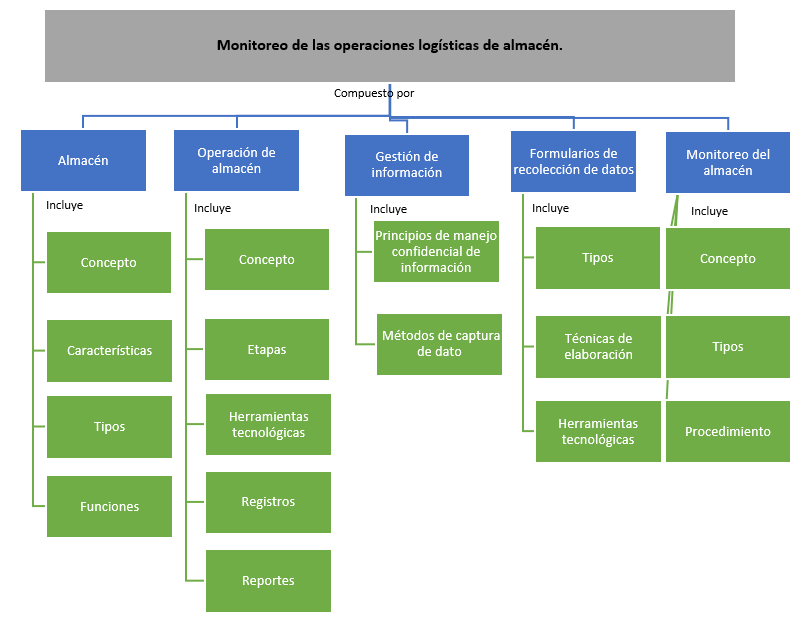 Monitoreo de las operaciones logísticas de almacén.
Compuesto por
Almacén
Incluye
Concepto
Características
Tipos
Funciones
Operación de
almacén
Incluye
Concepto
Etapas
Herramientas
tecnológicas
Registros
Reportes
Gestión de
información
Incluye
Principios de manejo
confidencial de
información
Métodos de captura
de dato
Formularios de
recolección de datos
Incluye
Tipos
Técnicas de
elaboración
Herramientas
tecnológicas
Monitoreo del
almacén
Incluye
Concepto
Tipos
Procedimiento